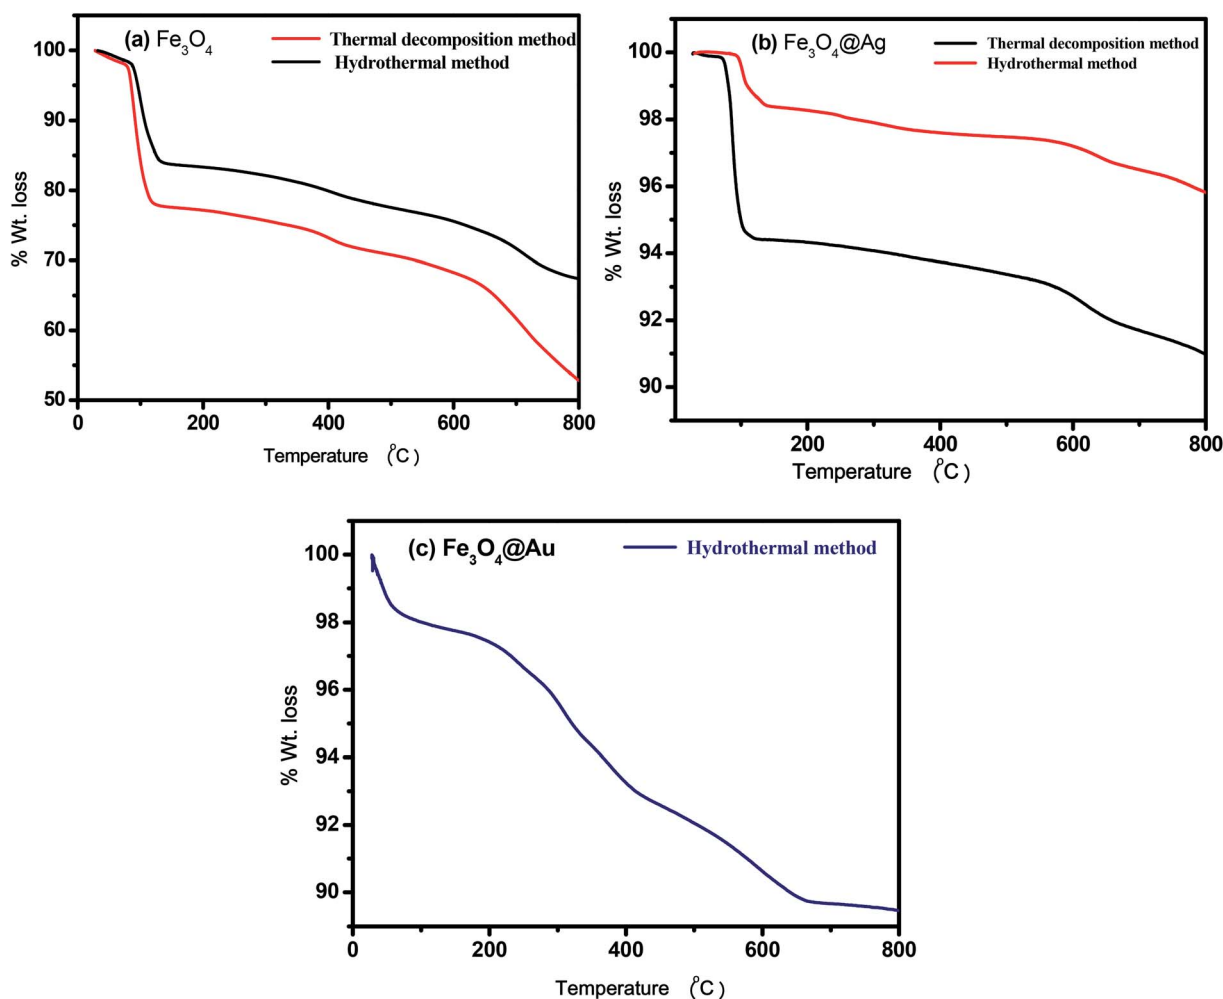 (a) Fe₃O₄
Thermal decomposition method
Hydrothermal method
100
90
80
70
60
50
% Wt. loss
0 200 400 600 800
Temperature (°C)
(b) Fe₃O₄@Ag
Thermal decomposition method
Hydrothermal method
100
98
96
94
92
90
% Wt. loss
200 400 600 800
Temperature (°C)
(c) Fe₃O₄@Au
Hydrothermal method
100
98
96
94
92
90
% Wt. loss
0 200 400 600 800
Temperature (°C)